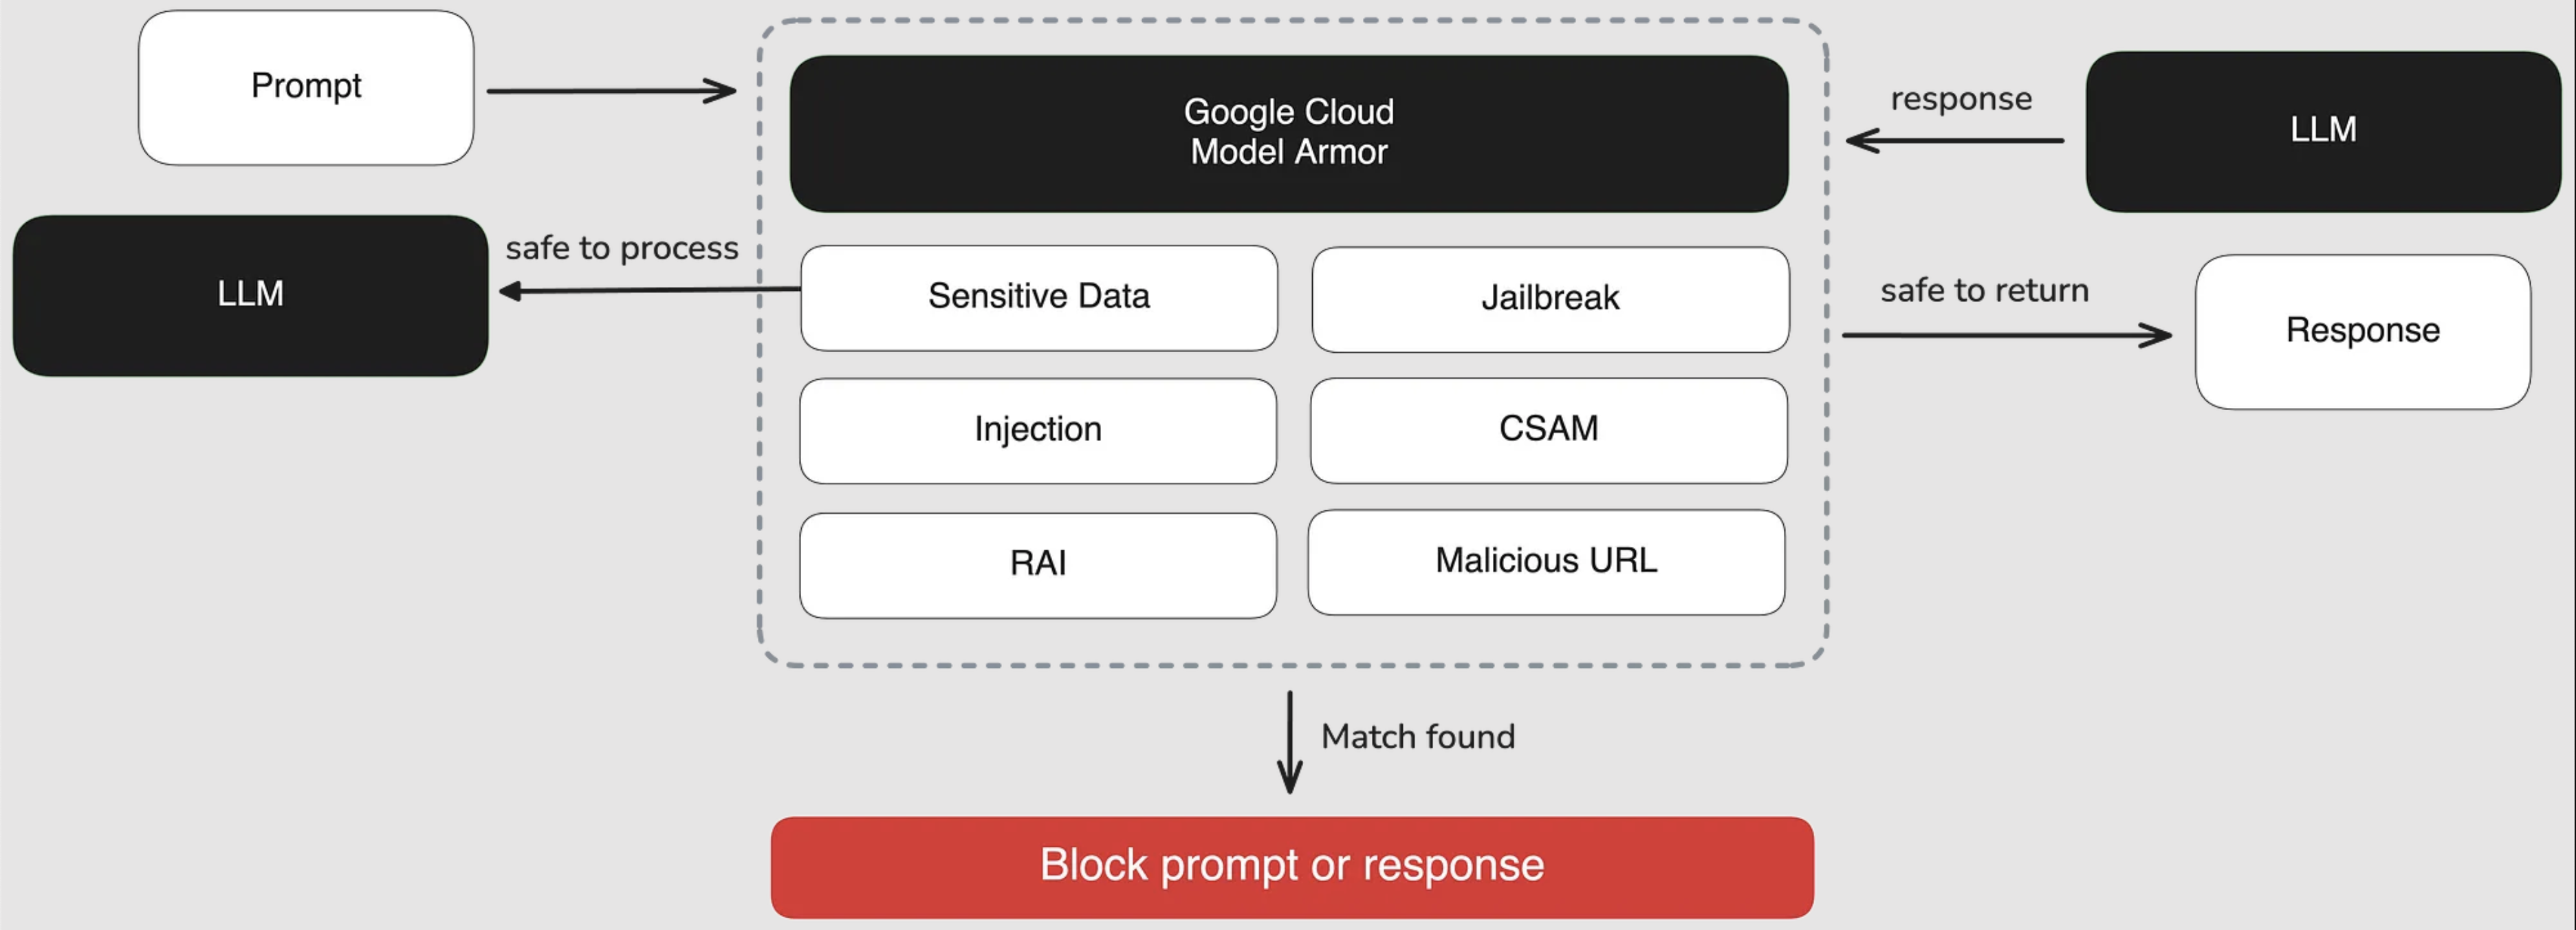 Prompt
Google Cloud
Model Armor
response
LLM
LLM
safe to process
Sensitive Data
Jailbreak
safe to return
Response
Injection
CSAM
RAI
Malicious URL
Match found
Block prompt or response